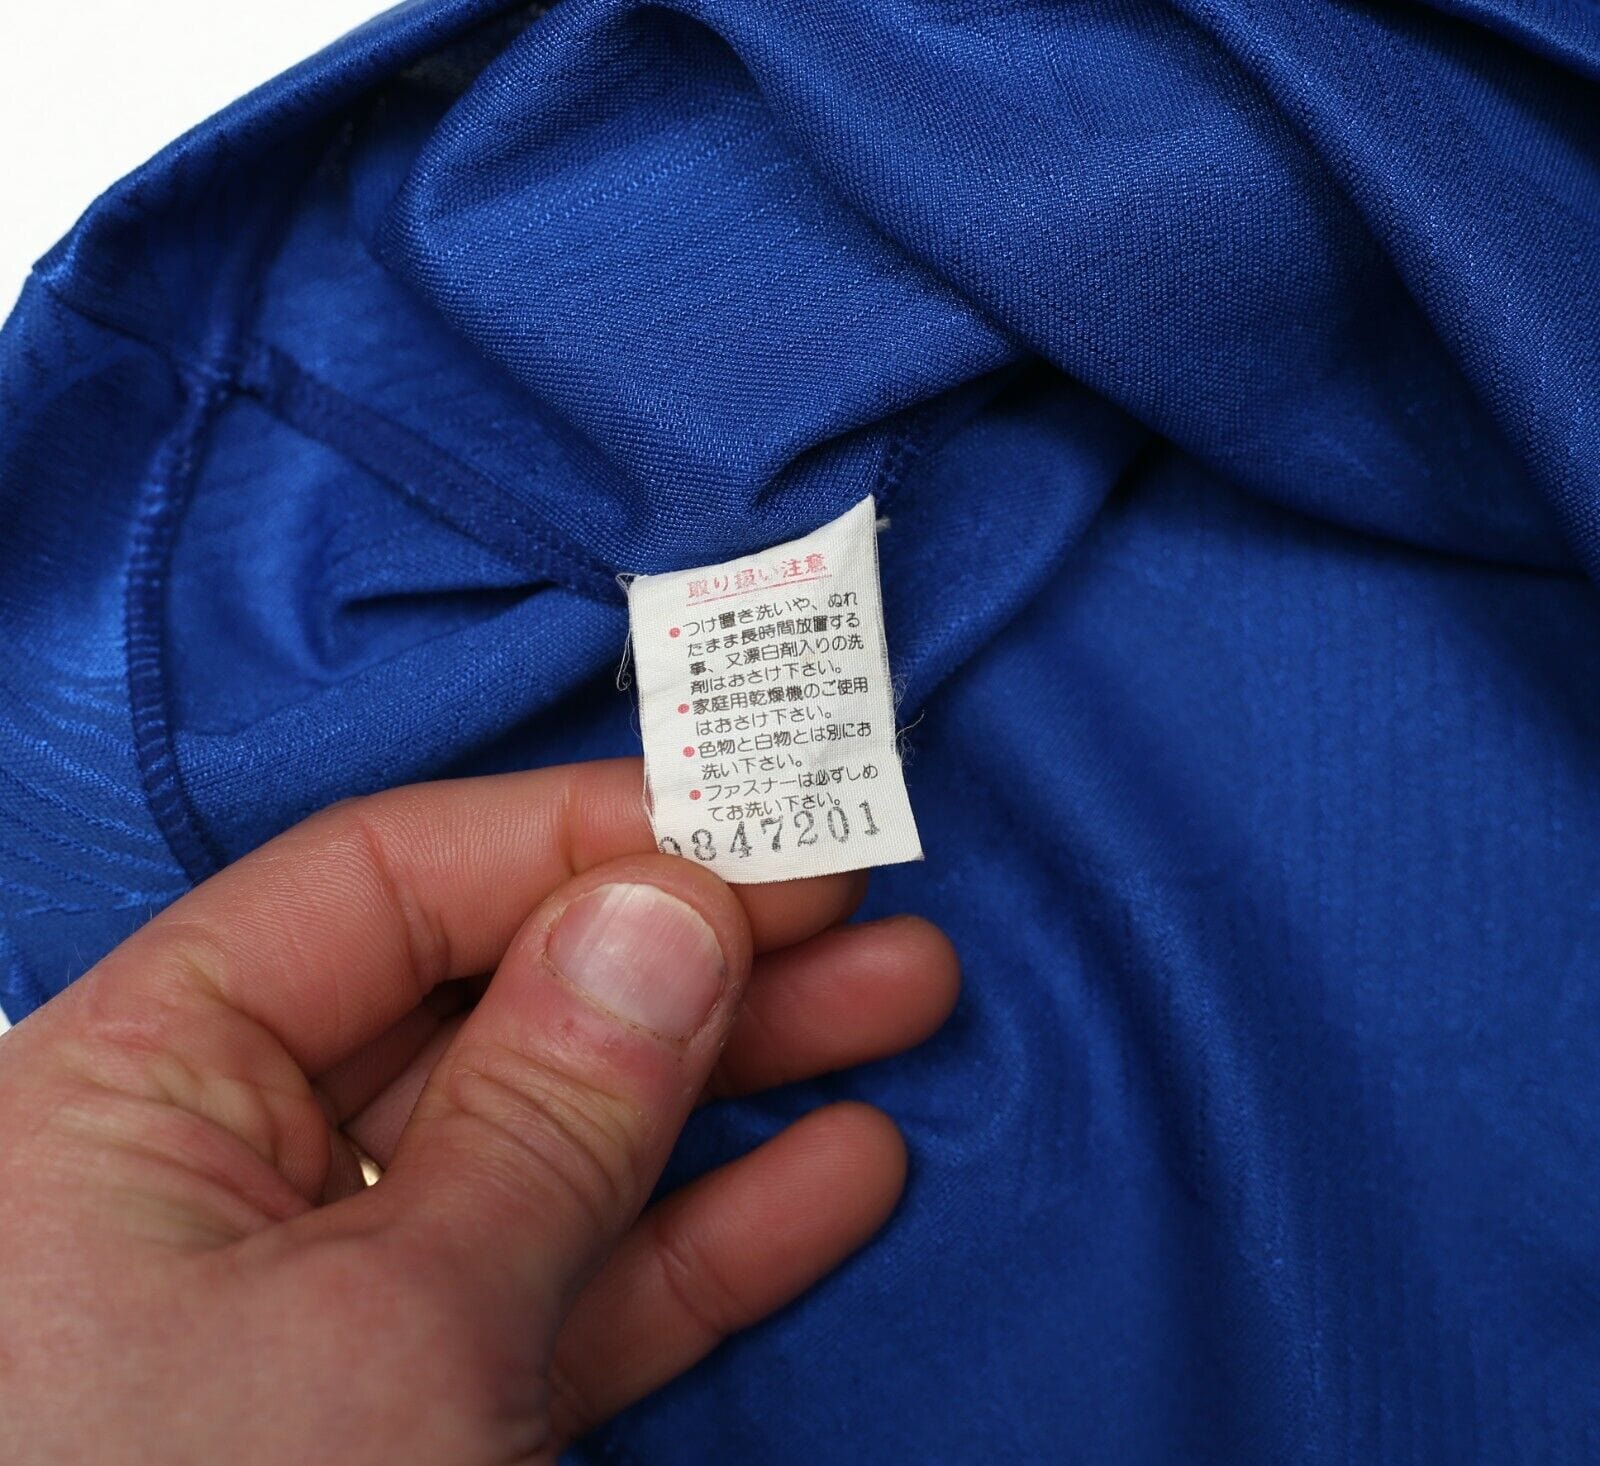 取り扱い注意
●つけ置き洗いや、ぬれ
たまま長時間放置する
事、又漂白剤入りの洗
剤はおさけ下さい。
●家庭用乾燥機のご使用
はおさけ下さい。
●色物と白物とは別にお
洗い下さい。
●ファスナーは必ずしめ
てお洗い下さい。
9847201